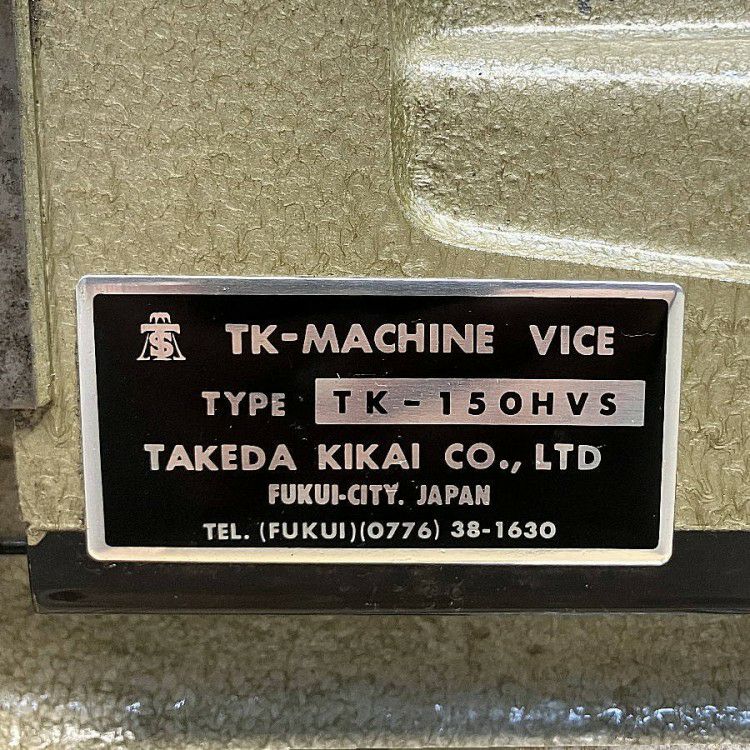 TK-MACHINE VICE
TYPE TK-150HVS
TAKEDA KIKAI CO., LTD
FUKUI-CITY. JAPAN
TEL. (FUKUI)(0776) 38-1630